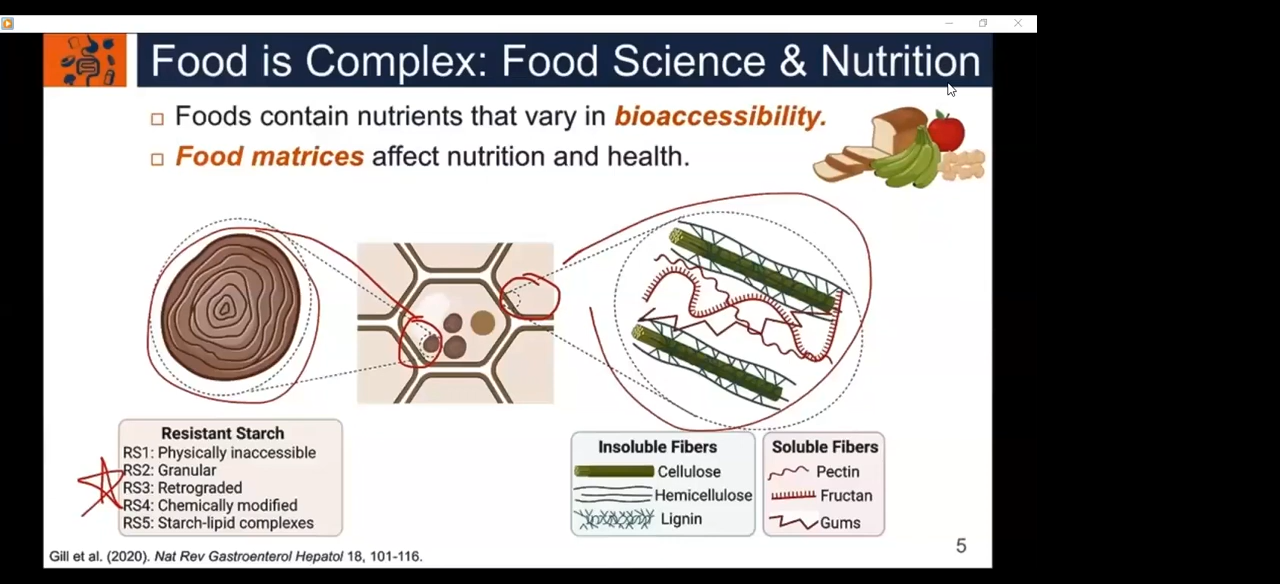 Food is Complex: Food Science & Nutrition
Foods contain nutrients that vary in bioaccessibility.
Food matrices affect nutrition and health.
Resistant Starch
RS1: Physically inaccessible
RS2: Granular
RS3: Retrograded
RS4: Chemically modified
RS5: Starch-lipid complexes
Insoluble Fibers
Cellulose
Hemicellulose
Lignin
Soluble Fibers
Pectin
Fructan
Gums
Gill et al. (2020). Nat Rev Gastroenterol Hepatol 18, 101-116.
5